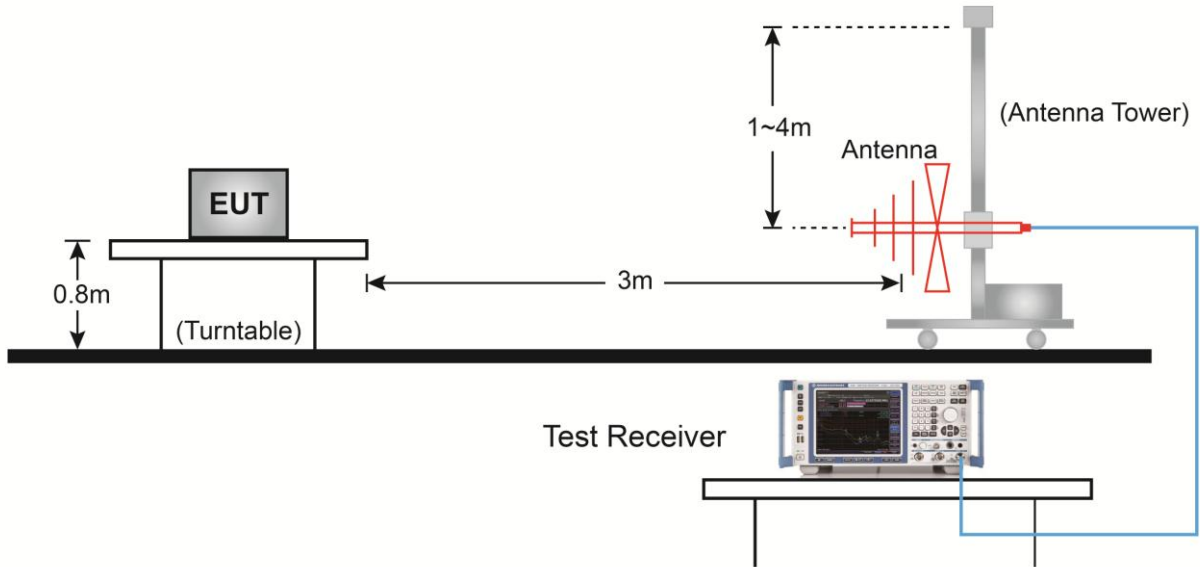 1~4m
(Antenna Tower)
Antenna
EUT
0.8m
3m
(Turntable)
Test Receiver